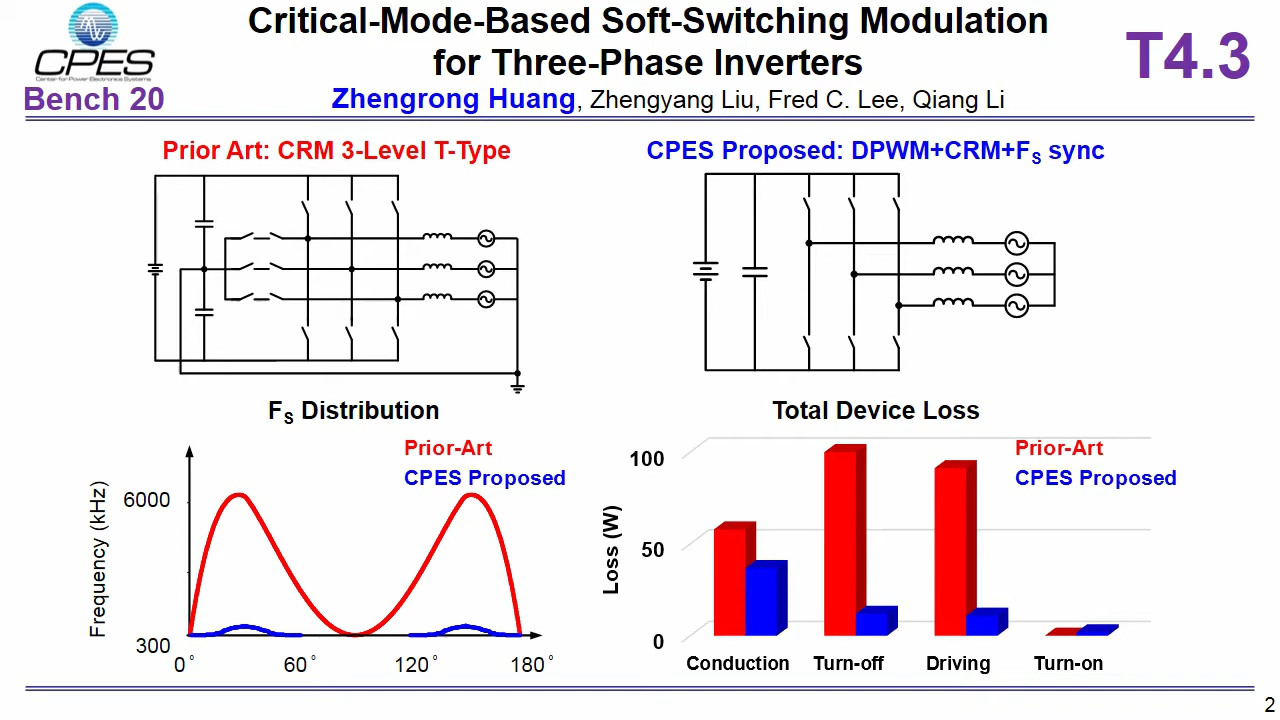 CPES
Center for Power Electronics Systems
Bench 20
Critical-Mode-Based Soft-Switching Modulation
for Three-Phase Inverters
Zhengrong Huang, Zhengyang Liu, Fred C. Lee, Qiang Li
T4.3
Prior Art: CRM 3-Level T-Type
CPES Proposed: DPWM+CRM+FS sync
FS Distribution
Prior-Art
CPES Proposed
Frequency (kHz)
6000
300
0° 60° 120° 180°
Total Device Loss
Prior-Art
CPES Proposed
Loss (W)
100
50
0
Conduction Turn-off Driving Turn-on
2